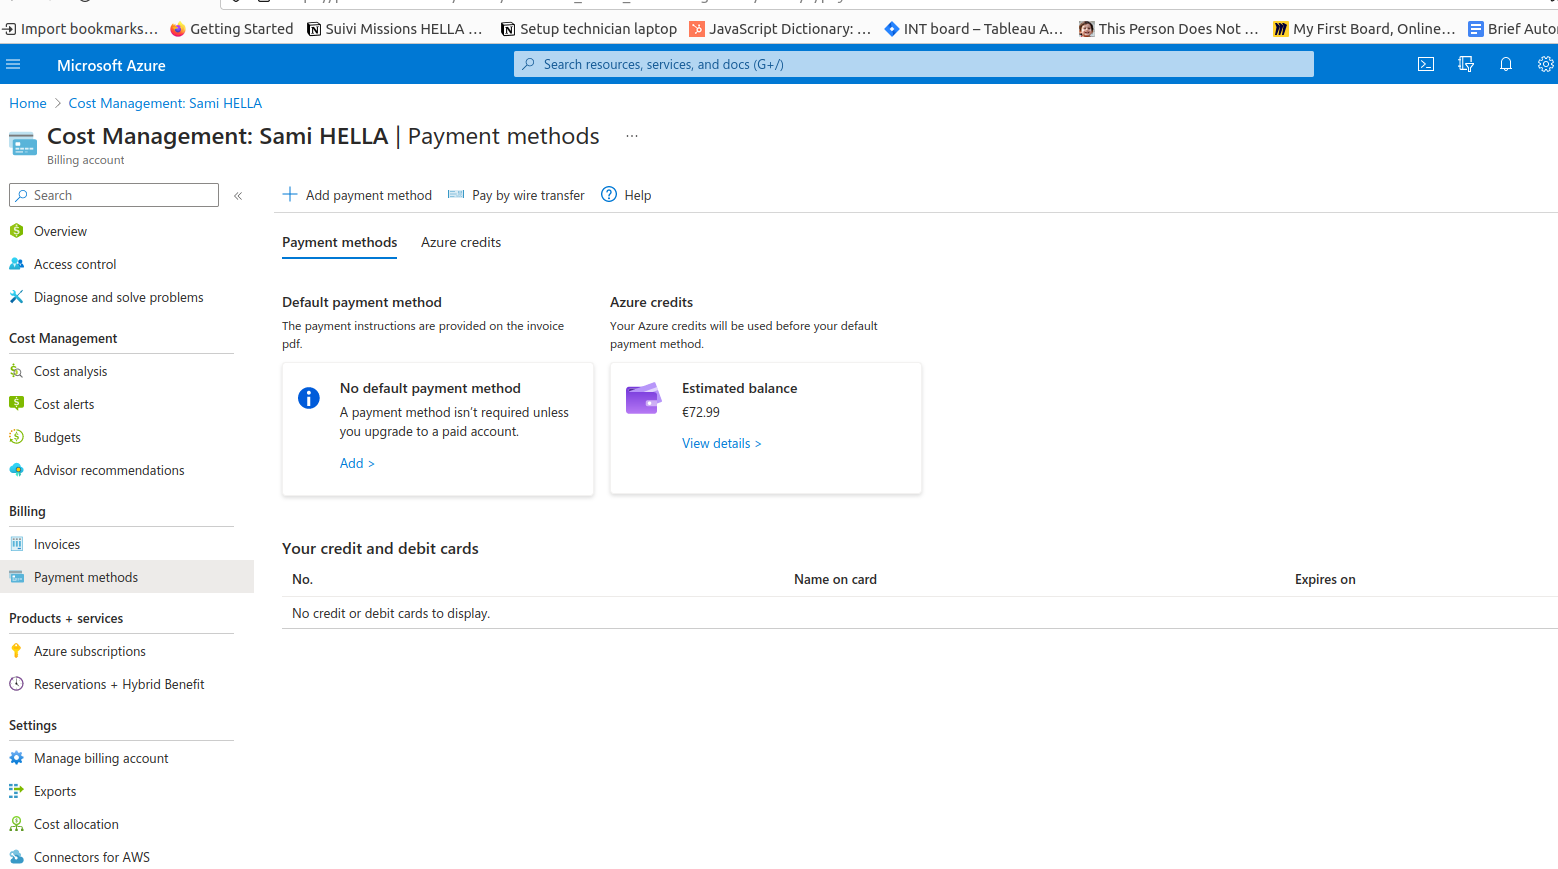 Import bookmarks…
Getting Started
Suivi Missions HELLA …
Setup technician laptop
JavaScript Dictionary: …
INT board – Tableau A…
This Person Does Not …
My First Board, Online…
Brief Auto
Microsoft Azure
Search resources, services, and docs (G+/)
Home > Cost Management: Sami HELLA
Cost Management: Sami HELLA | Payment methods ...
Billing account
Search
«
Overview
Access control
Diagnose and solve problems
Cost Management
Cost analysis
Cost alerts
Budgets
Advisor recommendations
Billing
Invoices
Payment methods
Products + services
Azure subscriptions
Reservations + Hybrid Benefit
Settings
Manage billing account
Exports
Cost allocation
Connectors for AWS
Add payment method
Pay by wire transfer
Help
Payment methods
Azure credits
Default payment method
The payment instructions are provided on the invoice
pdf.
No default payment method
A payment method isn’t required unless
you upgrade to a paid account.
Add >
Azure credits
Your Azure credits will be used before your default
payment method.
Estimated balance
€72.99
View details >
Your credit and debit cards
No.
Name on card
Expires on
No credit or debit cards to display.